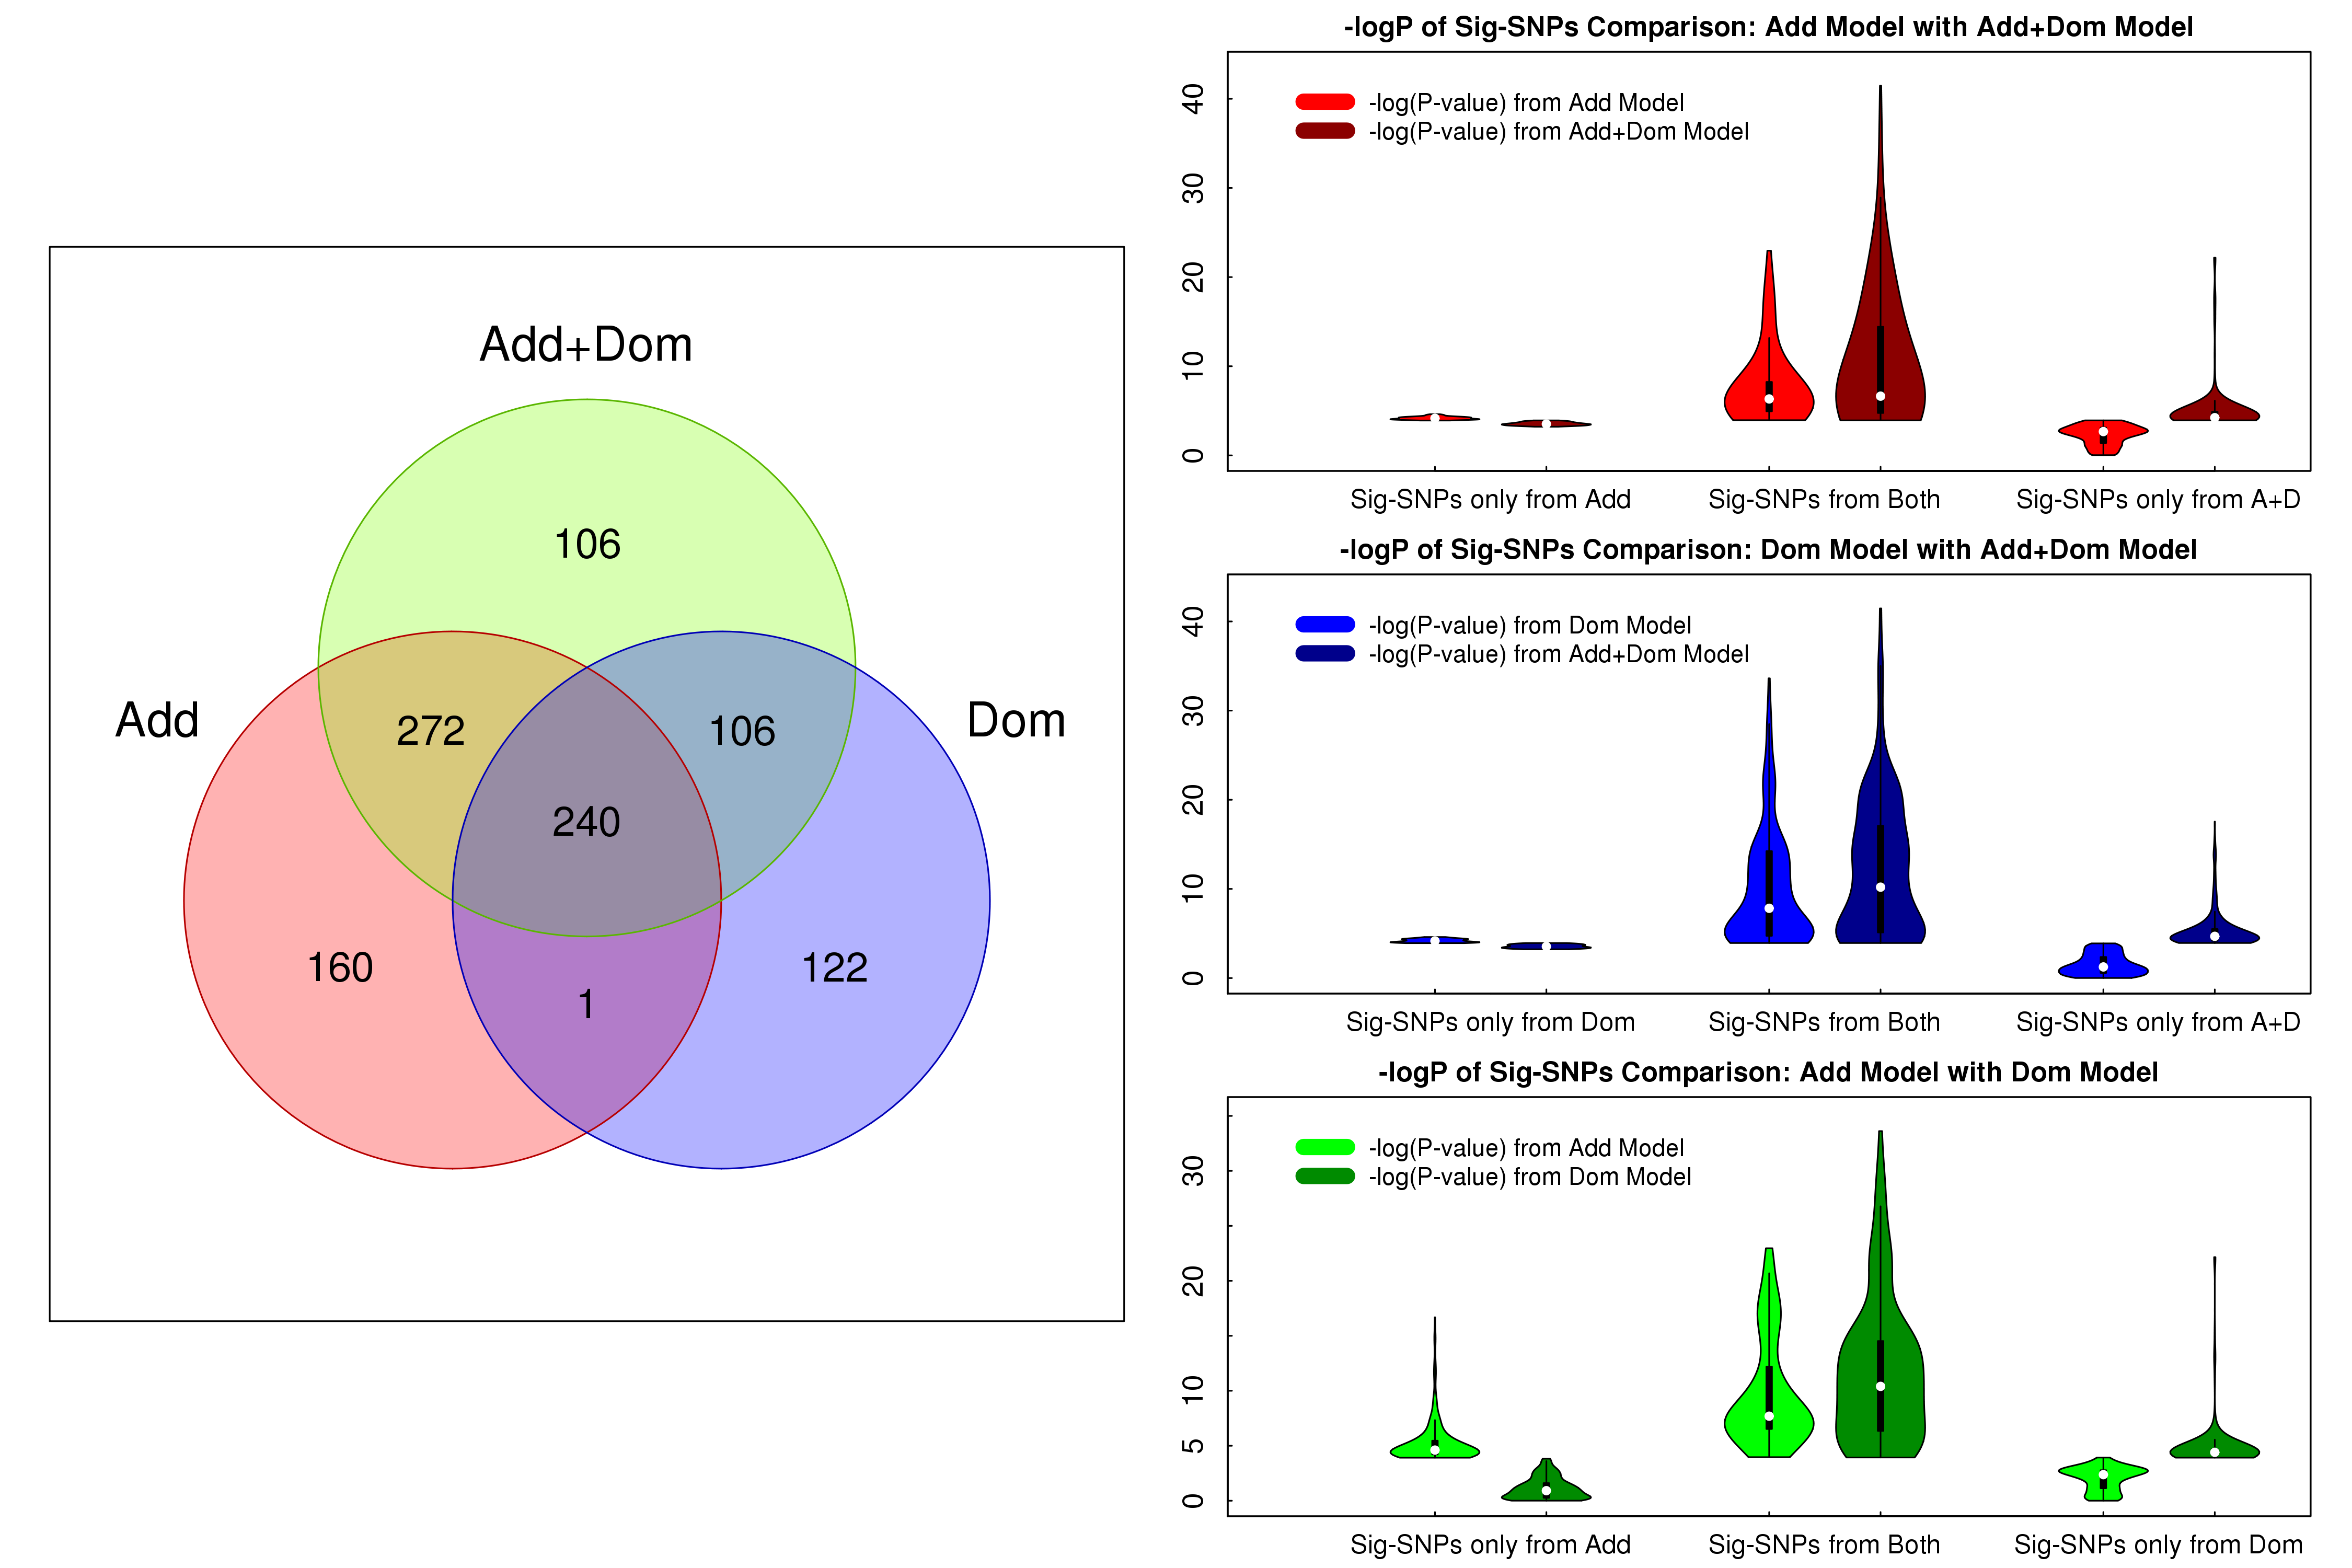 Add+Dom
106
Add
Dom
272
106
240
160
122
1
-logP of Sig-SNPs Comparison: Add Model with Add+Dom Model
-log(P-value) from Add Model
-log(P-value) from Add+Dom Model
40
30
20
10
0
Sig-SNPs only from Add
Sig-SNPs from Both
Sig-SNPs only from A+D
-logP of Sig-SNPs Comparison: Dom Model with Add+Dom Model
-log(P-value) from Dom Model
-log(P-value) from Add+Dom Model
40
30
20
10
0
Sig-SNPs only from Dom
Sig-SNPs from Both
Sig-SNPs only from A+D
-logP of Sig-SNPs Comparison: Add Model with Dom Model
-log(P-value) from Add Model
-log(P-value) from Dom Model
30
20
10
5
0
Sig-SNPs only from Add
Sig-SNPs from Both
Sig-SNPs only from Dom